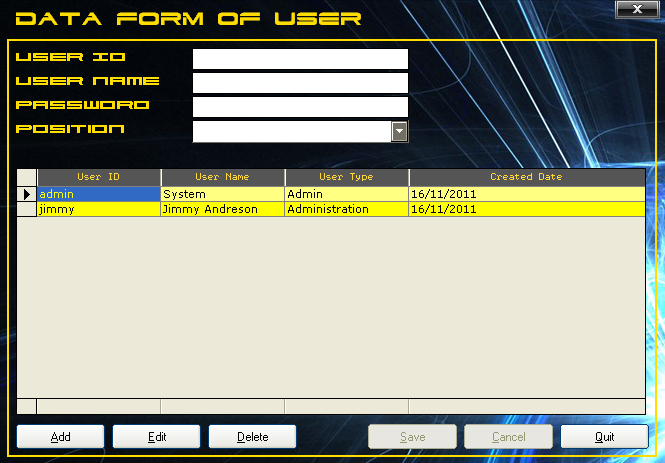 DATA FORM OF USER
X
USER ID
USER NAME
PASSWORD
POSITION
User ID User Name User Type Created Date
admin System Admin 16/11/2011
jimmy Jimmy Andreson Administration 16/11/2011
Add Edit Delete Save Cancel Quit